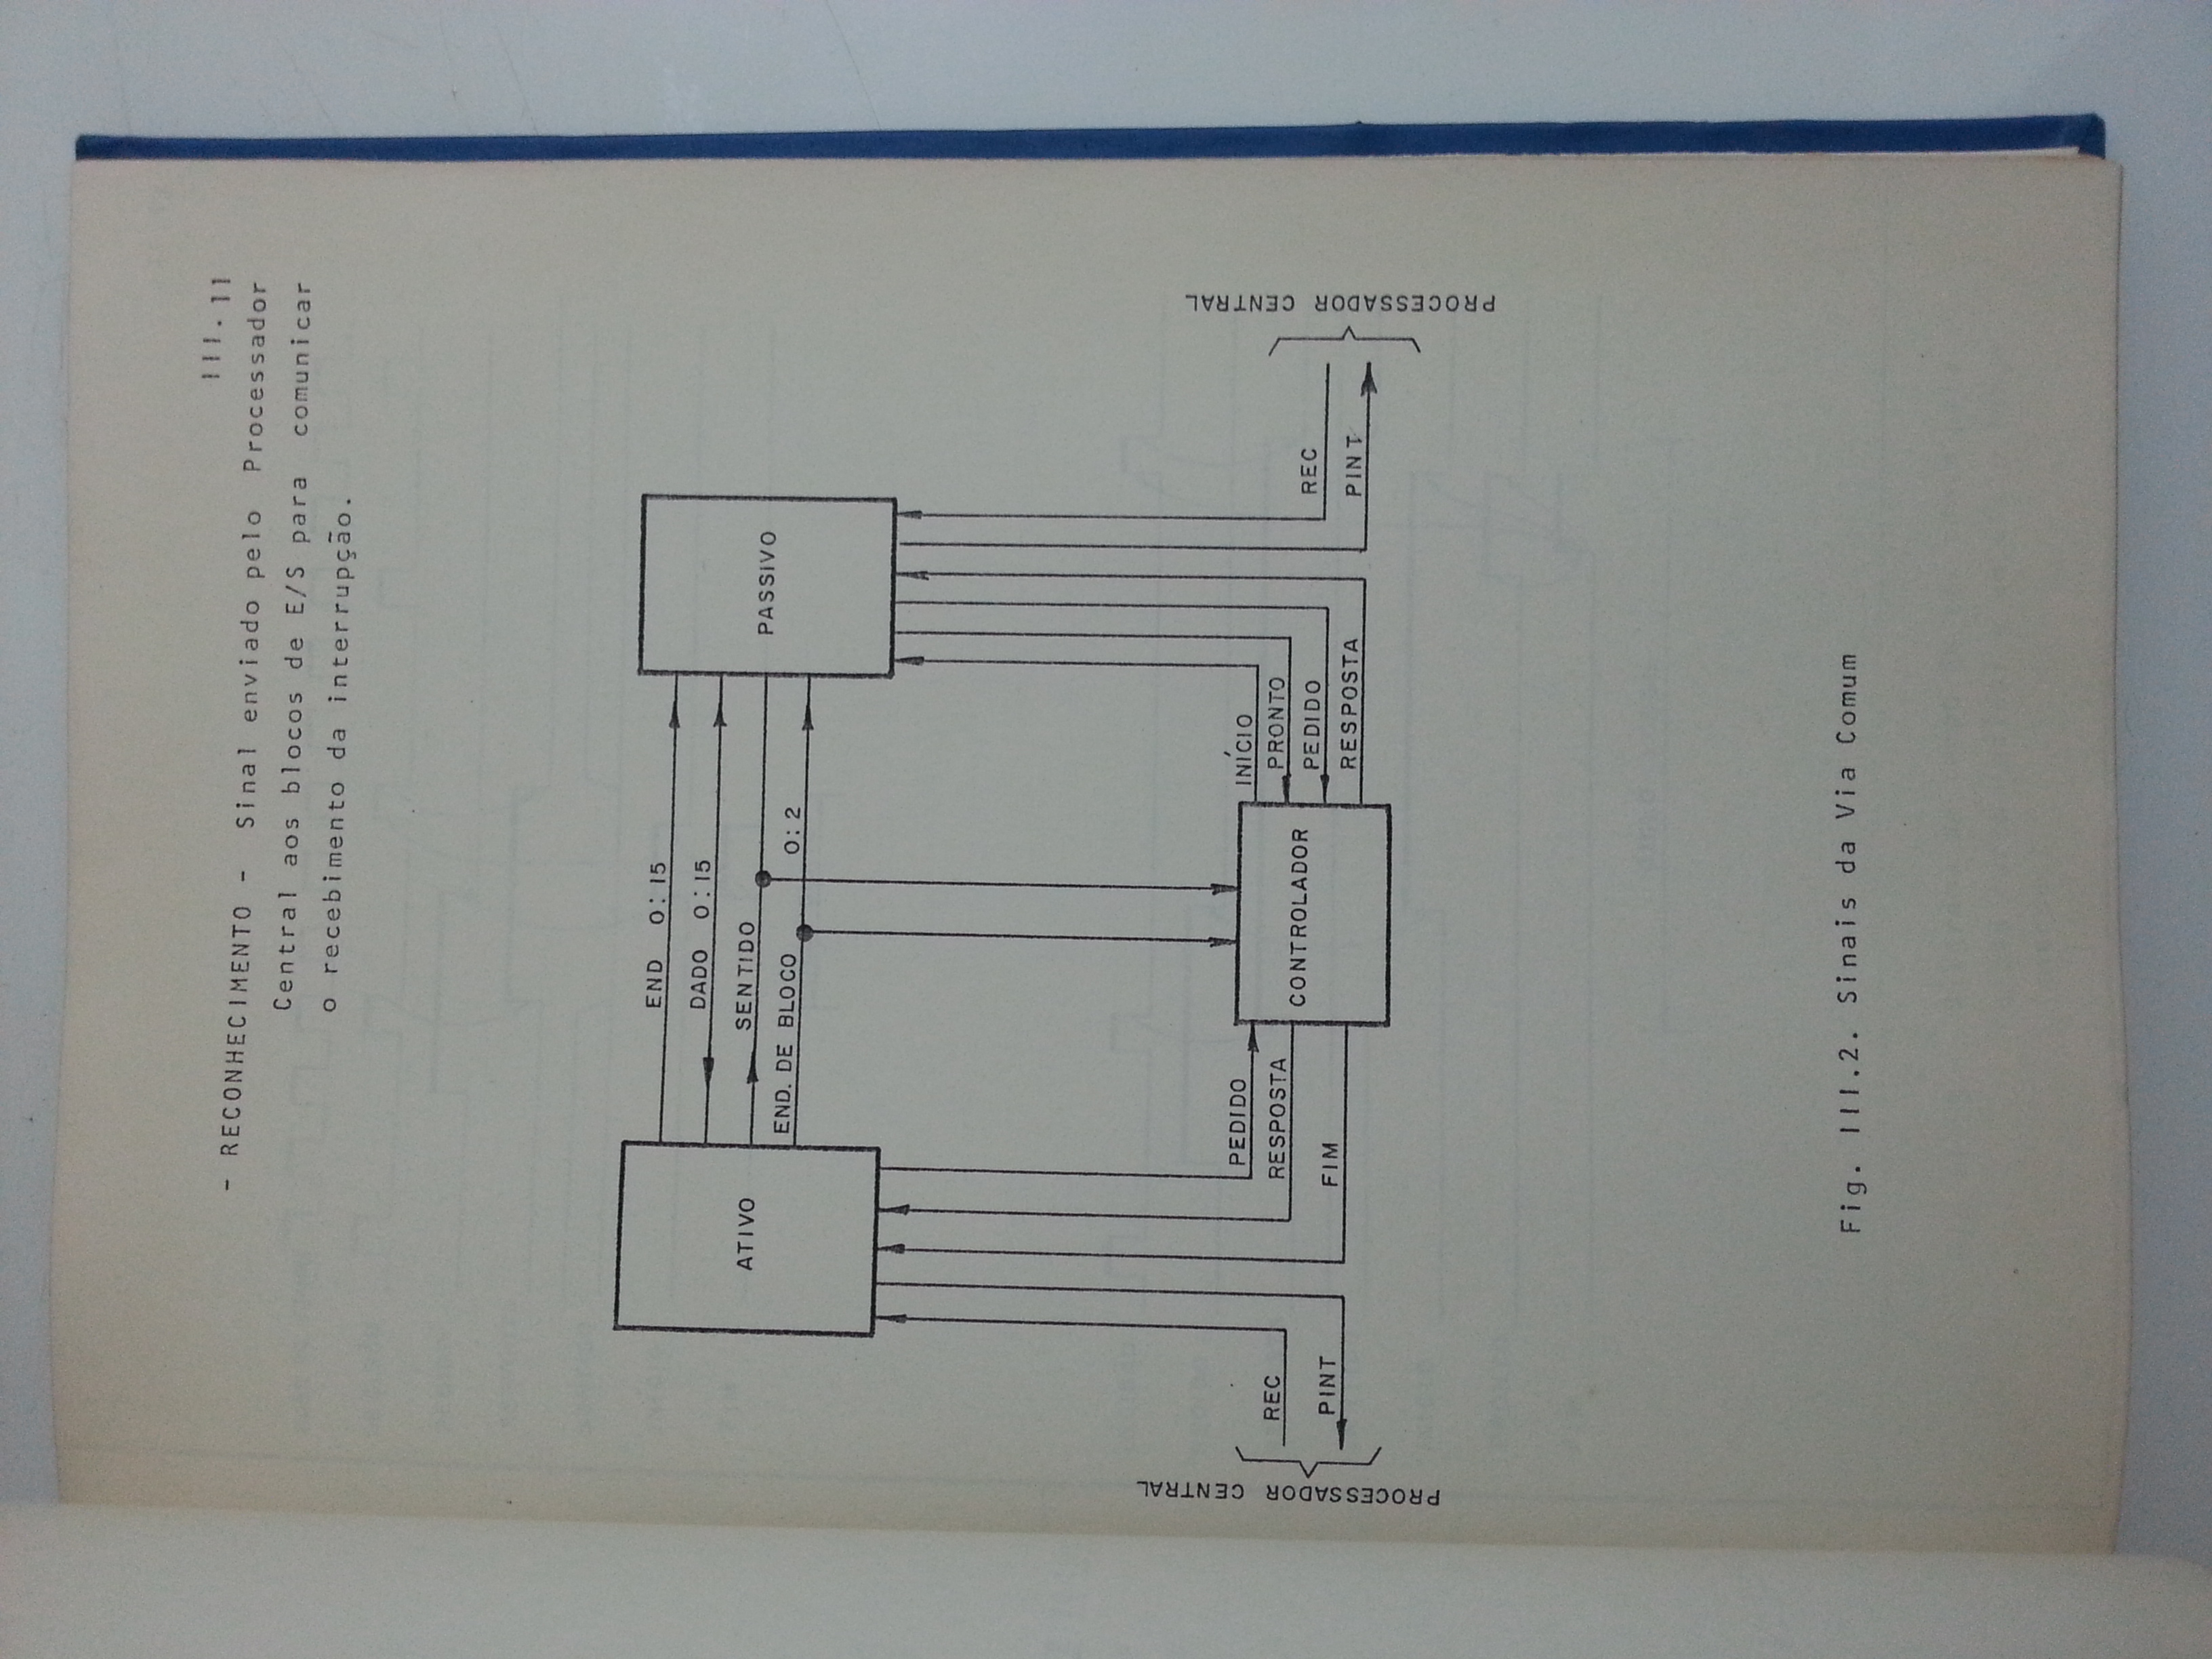 III.11
- RECONHECIMENTO - Sinal enviado pelo Processador
Central aos blocos de E/S para comunicar
o recebimento da interrupção.
END 0:15
DADO 0:15
SENTIDO
END. DE BLOCO 0:2
ATIVO
PASSIVO
PEDIDO
RESPOSTA
FIM
CONTROLADOR
INÍCIO
PRONTO
PEDIDO
RESPOSTA
REC
PINT
PROCESSADOR CENTRAL
REC
PINT
PROCESSADOR CENTRAL
Fig. III.2. Sinais da Via Comum